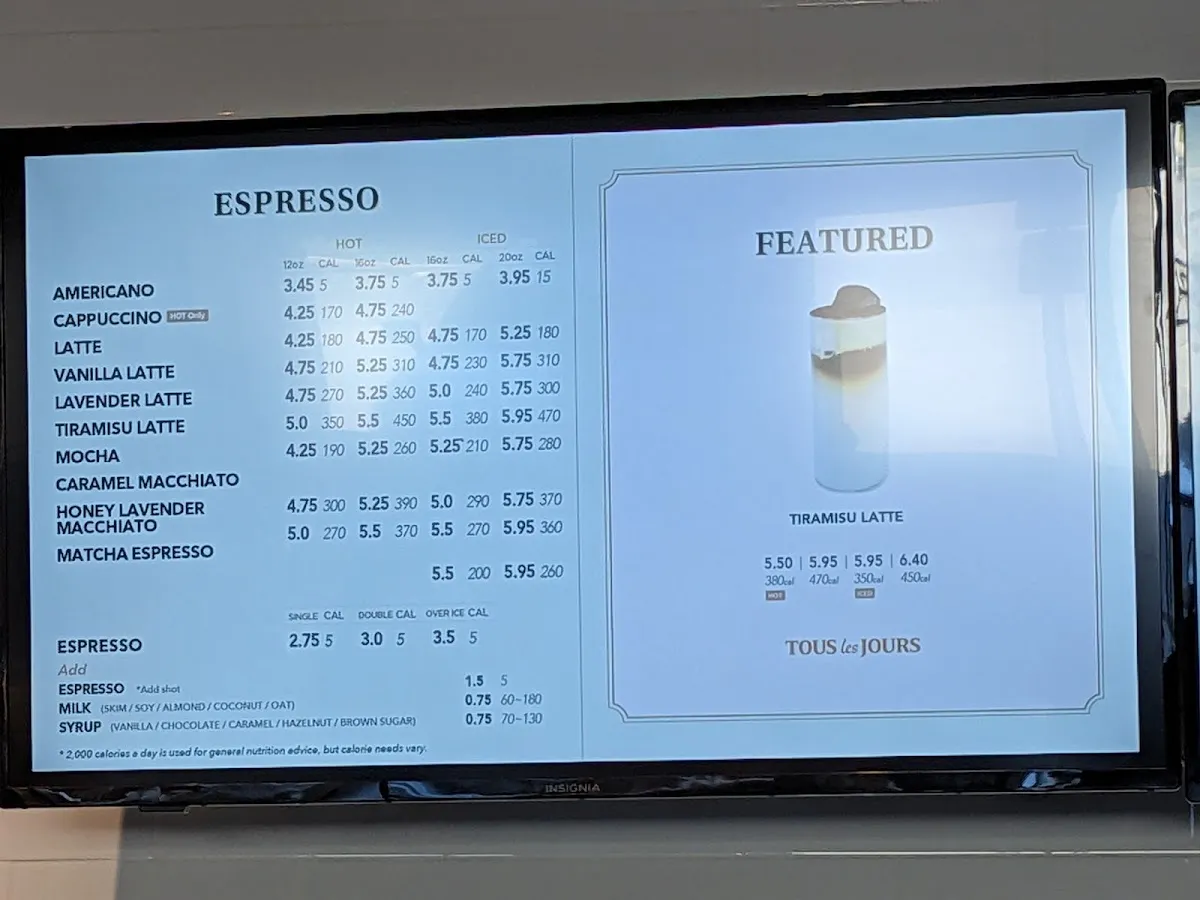 ESPRESSO
HOT ICED
12oz CAL 16oz CAL 16oz CAL 20oz CAL
AMERICANO 3.45 5 3.75 5 3.75 5 3.95 15
CAPPUCCINO HOT Only 4.25 170 4.75 240
LATTE 4.25 180 4.75 250 4.75 170 5.25 180
VANILLA LATTE 4.75 210 5.25 310 4.75 230 5.75 310
LAVENDER LATTE 4.75 270 5.25 360 5.0 240 5.75 300
TIRAMISU LATTE 5.0 350 5.5 450 5.5 380 5.95 470
MOCHA 4.25 190 5.25 260 5.25 210 5.75 280
CARAMEL MACCHIATO
HONEY LAVENDER 4.75 300 5.25 390 5.0 290 5.75 370
MACCHIATO 5.0 270 5.5 370 5.5 270 5.95 360
MATCHA ESPRESSO
5.5 200 5.95 260
SINGLE CAL DOUBLE CAL OVER ICE CAL
ESPRESSO 2.75 5 3.0 5 3.5 5
Add
ESPRESSO *Add shot 1.5 5
MILK (SKIM / SOY / ALMOND / COCONUT / OAT) 0.75 60~180
SYRUP (VANILLA / CHOCOLATE / CARAMEL / HAZELNUT / BROWN SUGAR) 0.75 70~130
* 2,000 calories a day is used for general nutrition advice, but calorie needs vary.
FEATURED
TIRAMISU LATTE
5.50 | 5.95 | 5.95 | 6.40
380cal 470cal 350cal 450cal
HOT ICED
TOUS les JOURS
INSIGNIA